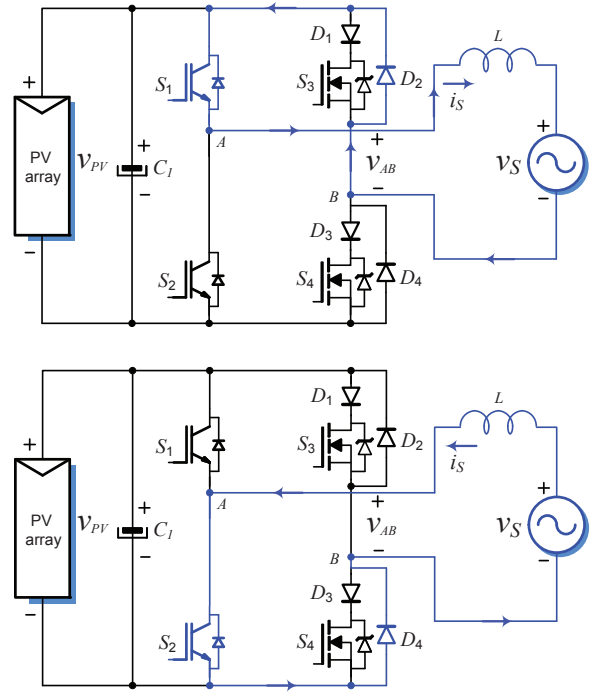 D1
L
+
S1
S3
D2
iS
+
PV
array
vPV
+
C1
−
A
+
vAB
−
vS
B
−
D3
−
S2
S4
D4
D1
L
+
S1
S3
D2
iS
+
PV
array
vPV
+
C1
−
A
+
vAB
−
vS
B
−
D3
−
S2
S4
D4